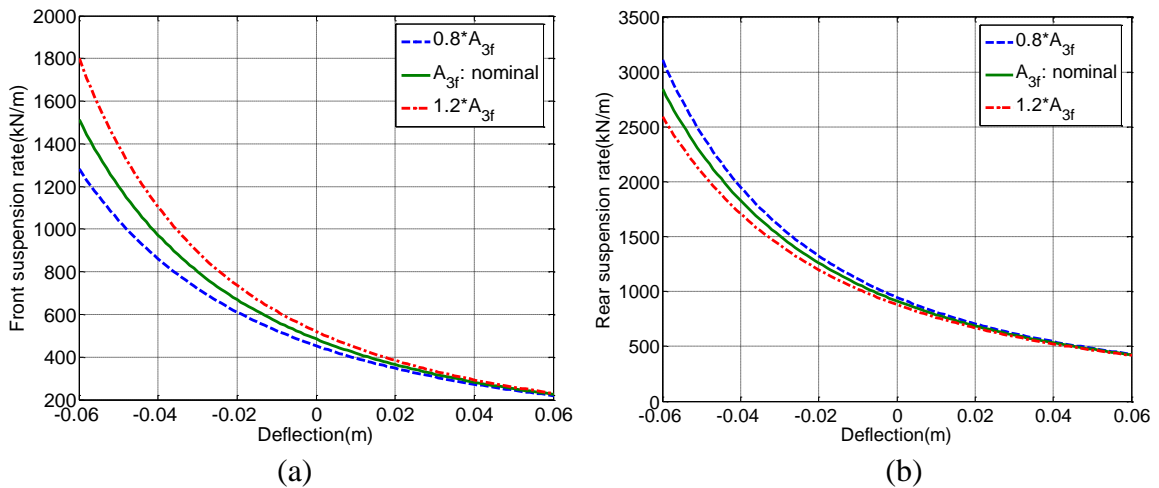 2000
1800
1600
1400
1200
1000
800
600
400
200
-0.06 -0.04 -0.02 0 0.02 0.04 0.06
Front suspension rate(kN/m)
Deflection(m)
0.8*A3f
A3f: nominal
1.2*A3f
(a)
3500
3000
2500
2000
1500
1000
500
0
-0.06 -0.04 -0.02 0 0.02 0.04 0.06
Rear suspension rate(kN/m)
Deflection(m)
0.8*A3f
A3f: nominal
1.2*A3f
(b)